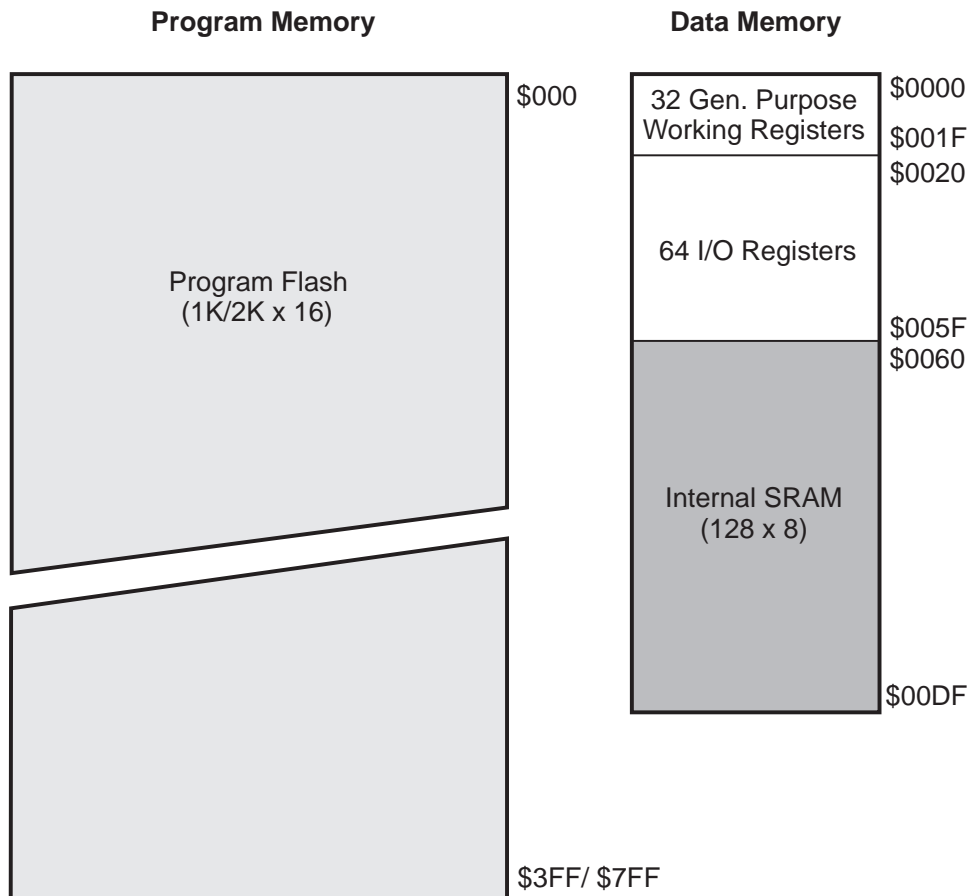 Program Memory
$000
Program Flash
(1K/2K x 16)
$3FF/ $7FF
Data Memory
32 Gen. Purpose
Working Registers
$0000
$001F
$0020
64 I/O Registers
$005F
$0060
Internal SRAM
(128 x 8)
$00DF